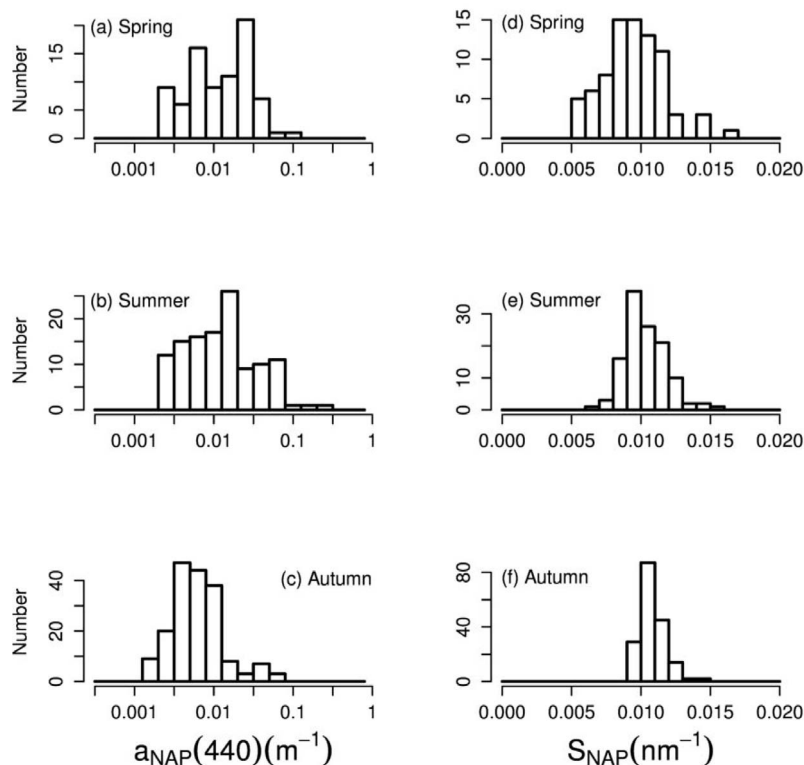 (a) Spring
Number
0 5 15
0.001 0.01 0.1 1
(d) Spring
0 5 10 15
0.000 0.005 0.010 0.015 0.020
(b) Summer
Number
0 10 20
0.001 0.01 0.1 1
(e) Summer
0 10 30
0.000 0.005 0.010 0.015 0.020
(c) Autumn
Number
0 20 40
0.001 0.01 0.1 1
a_NAP(440)(m⁻¹)
(f) Autumn
0 40 80
0.000 0.005 0.010 0.015 0.020
S_NAP(nm⁻¹)